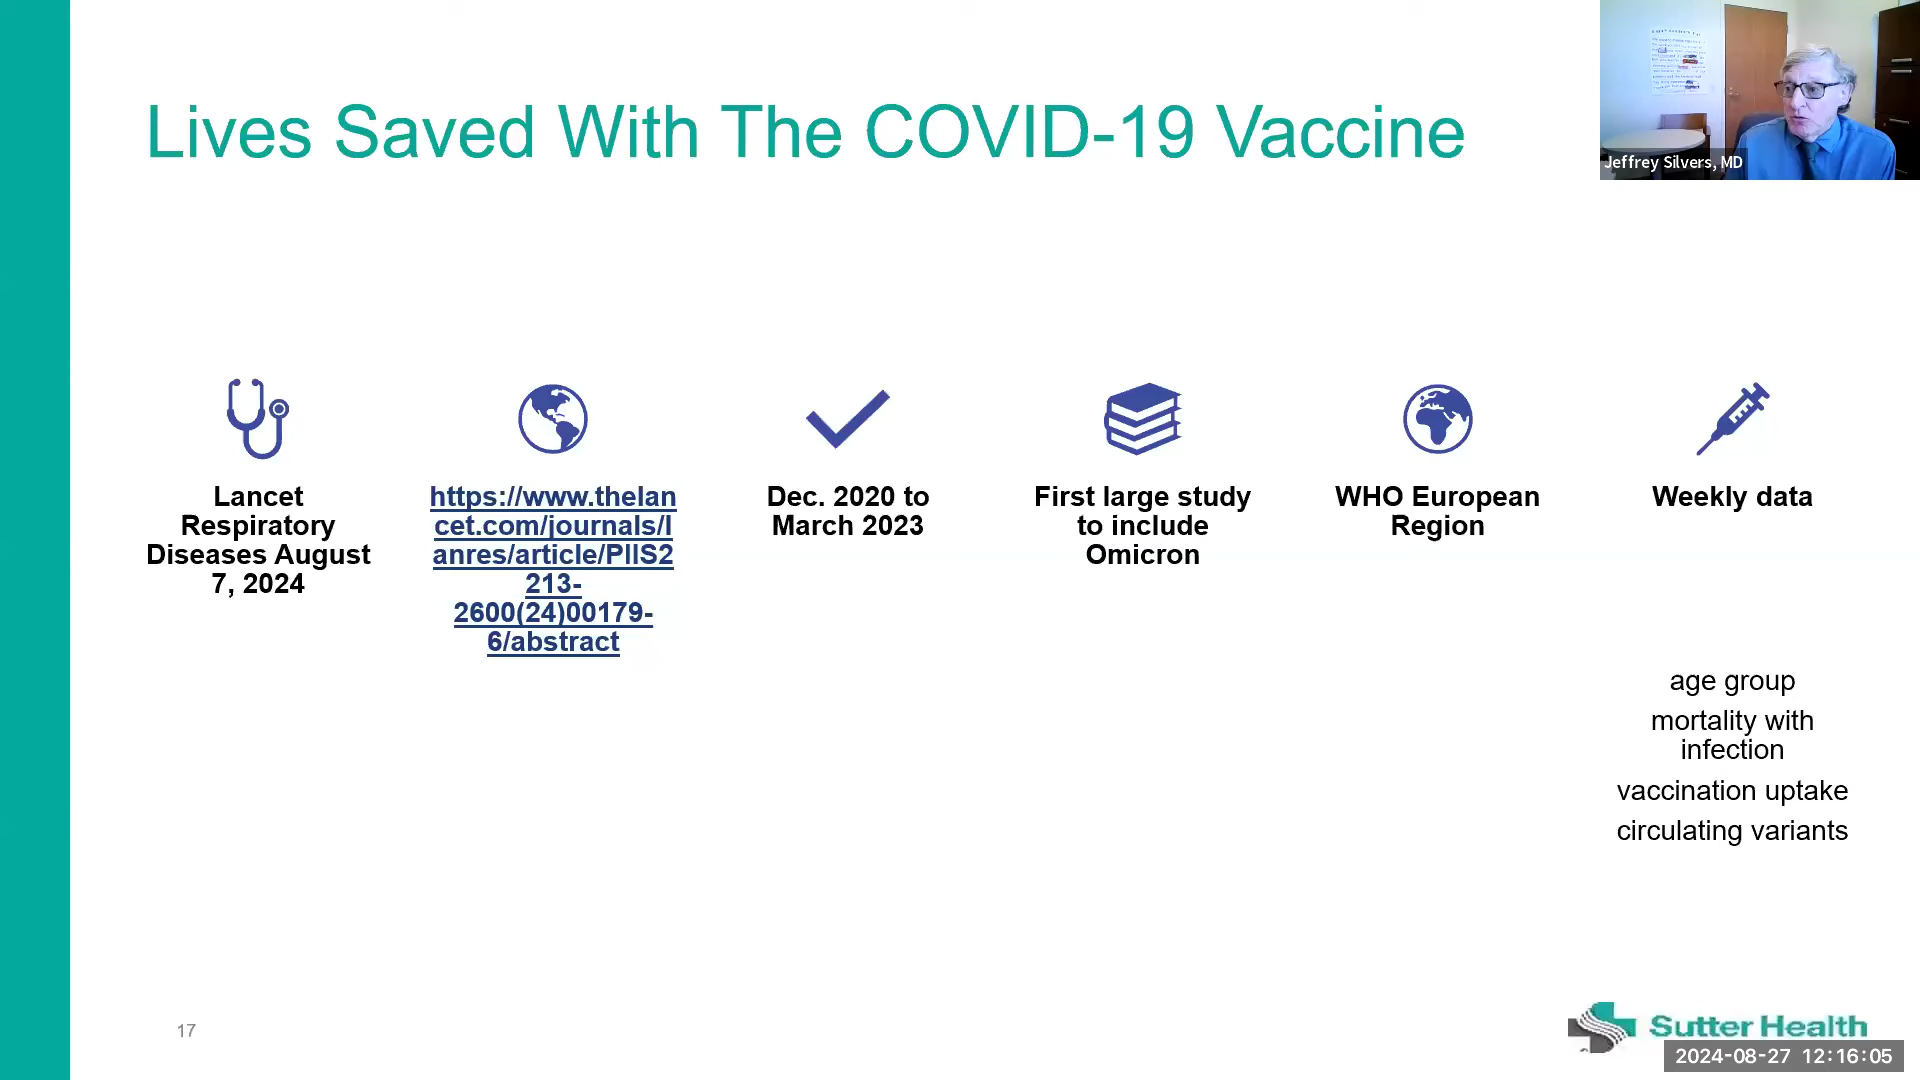 Lives Saved With The COVID-19 Vaccine
Jeffrey Silvers, MD
Lancet
Respiratory
Diseases August
7, 2024
https://www.thelan
cet.com/journals/l
anres/article/PIIS2
213-
2600(24)00179-
6/abstract
Dec. 2020 to
March 2023
First large study
to include
Omicron
WHO European
Region
Weekly data
age group
mortality with
infection
vaccination uptake
circulating variants
17
Sutter Health
2024-08-27 12:16:05